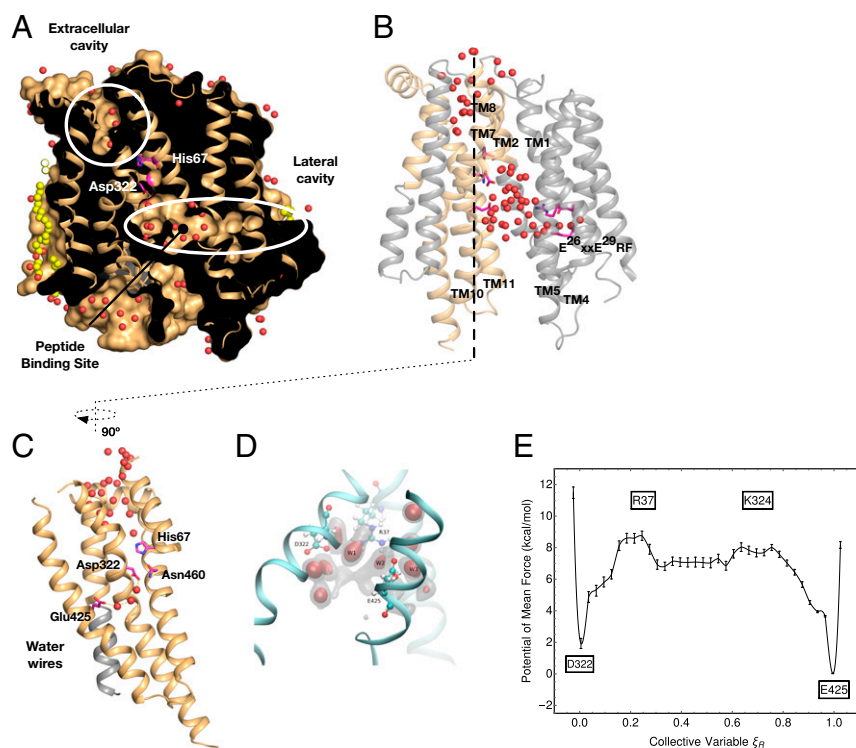 A
Extracellular
cavity
His67
Asp322
Lateral
cavity
Peptide
Binding Site
B
TM8
TM7
TM2
TM1
E26xxE29RF
TM11
TM10
TM5
TM4
90º
C
His67
Asp322
Asn460
Glu425
Water
wires
D
D322
R37
W1
W2
E425
E
R37
K324
D322
E425
Potential of Mean Force (kcal/mol)
12
10
8
6
4
2
0
−2
0.0
0.2
0.4
0.6
0.8
1.0
Collective Variable ξR